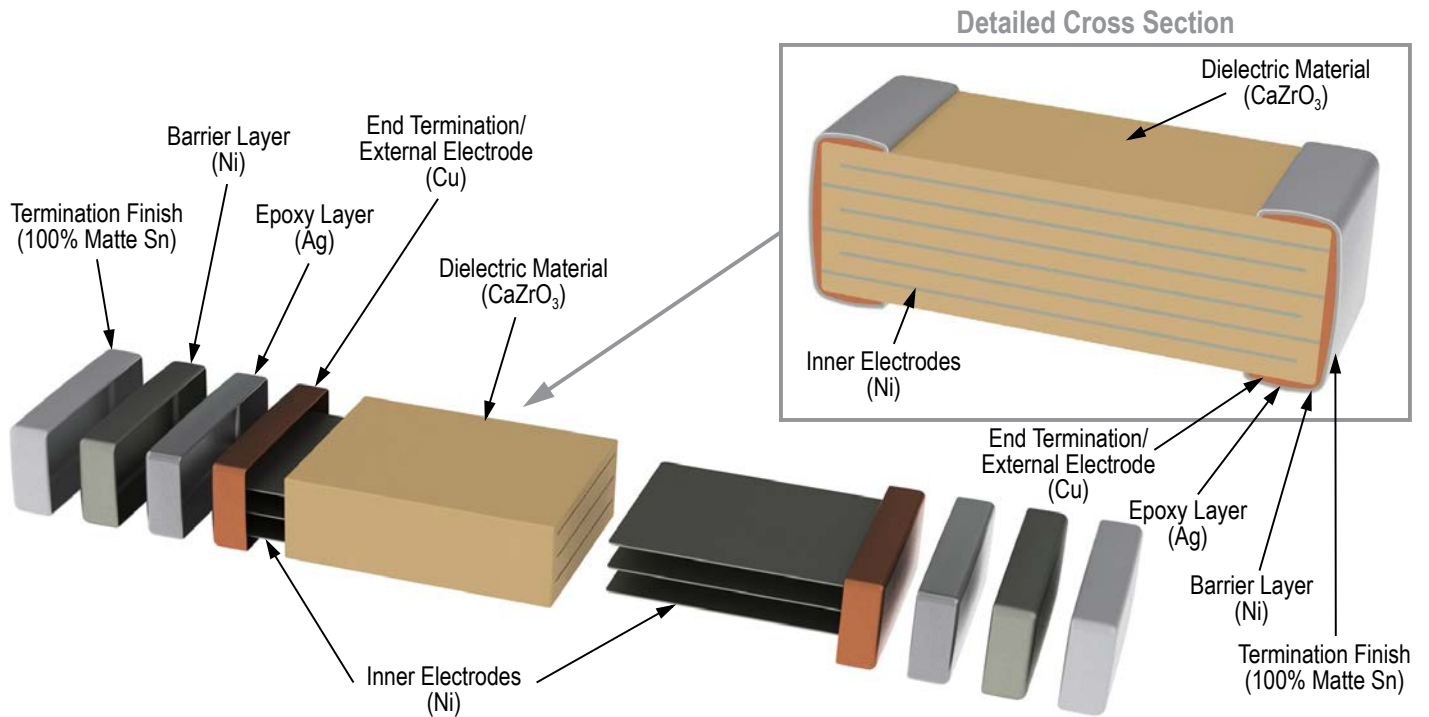 Detailed Cross Section
Dielectric Material
(CaZrO₃)
Inner Electrodes
(Ni)
End Termination/
External Electrode
(Cu)
Epoxy Layer
(Ag)
Barrier Layer
(Ni)
Termination Finish
(100% Matte Sn)
Termination Finish
(100% Matte Sn)
Barrier Layer
(Ni)
Epoxy Layer
(Ag)
End Termination/
External Electrode
(Cu)
Dielectric Material
(CaZrO₃)
Inner Electrodes
(Ni)